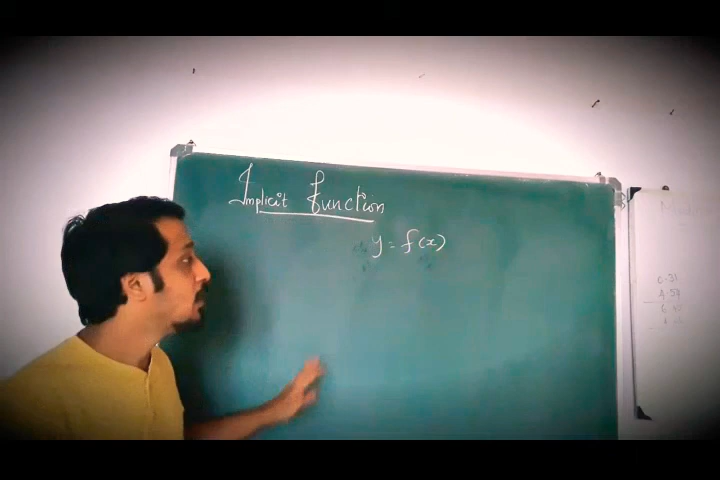 Implicit function
y = f(x)